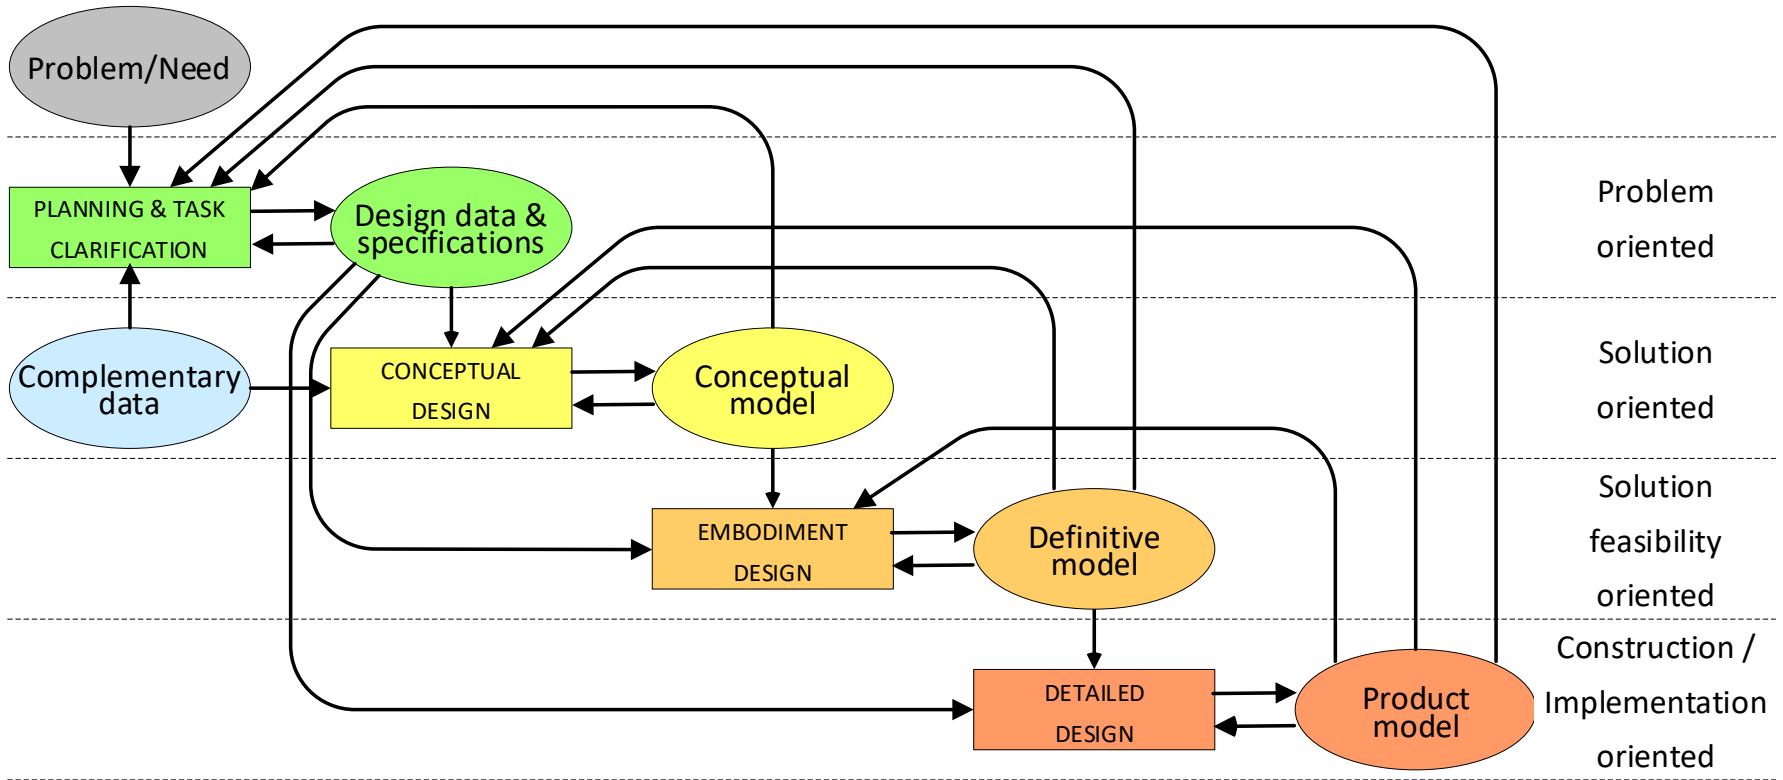 Problem/Need
PLANNING & TASK
CLARIFICATION
Design data &
specifications
Problem
oriented
Complementary
data
CONCEPTUAL
DESIGN
Conceptual
model
Solution
oriented
EMBODIMENT
DESIGN
Definitive
model
Solution
feasibility
oriented
DETAILED
DESIGN
Product
model
Construction /
Implementation
oriented